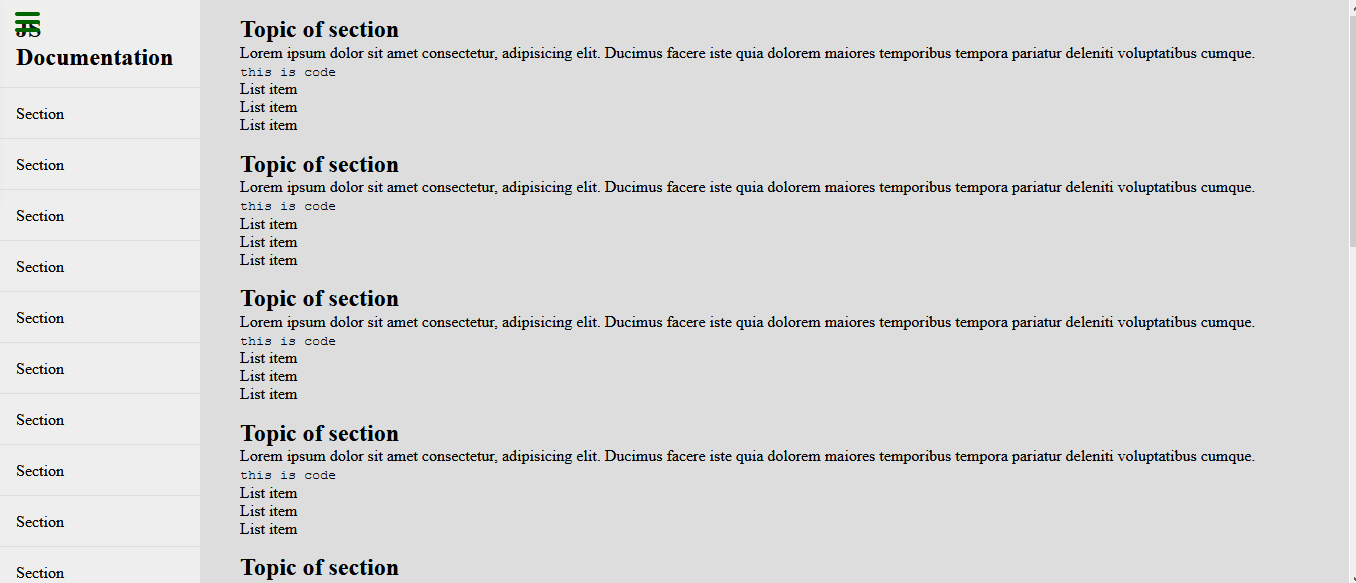 JS
Documentation
Section
Section
Section
Section
Section
Section
Section
Section
Section
Section
Topic of section
Lorem ipsum dolor sit amet consectetur, adipisicing elit. Ducimus facere iste quia dolorem maiores temporibus tempora pariatur deleniti voluptatibus cumque.
this is code
List item
List item
List item
Topic of section
Lorem ipsum dolor sit amet consectetur, adipisicing elit. Ducimus facere iste quia dolorem maiores temporibus tempora pariatur deleniti voluptatibus cumque.
this is code
List item
List item
List item
Topic of section
Lorem ipsum dolor sit amet consectetur, adipisicing elit. Ducimus facere iste quia dolorem maiores temporibus tempora pariatur deleniti voluptatibus cumque.
this is code
List item
List item
List item
Topic of section
Lorem ipsum dolor sit amet consectetur, adipisicing elit. Ducimus facere iste quia dolorem maiores temporibus tempora pariatur deleniti voluptatibus cumque.
this is code
List item
List item
List item
Topic of section